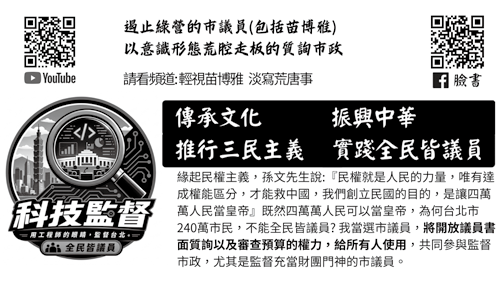 遏止綠營的市議員(包括苗博雅)
以意識形態荒腔走板的質詢市政
YouTube
請看頻道:輕視苗博雅 淡寫荒唐事
臉書
傳承文化 振興中華
推行三民主義 實踐全民皆議員
緣起民權主義，孫文先生說:『民權就是人民的力量，唯有達
成權能區分，才能救中國，我們創立民國的目的，是讓四萬
萬人民當皇帝』既然四萬萬人民可以當皇帝，為何台北市
240萬市民，不能全民皆議員? 我當選市議員，將開放議員書
面質詢以及審查預算的權力，給所有人使用，共同參與監督
市政，尤其是監督充當財團門神的市議員。
科技監督
用工程師的眼睛，監督台北。
全民皆議員